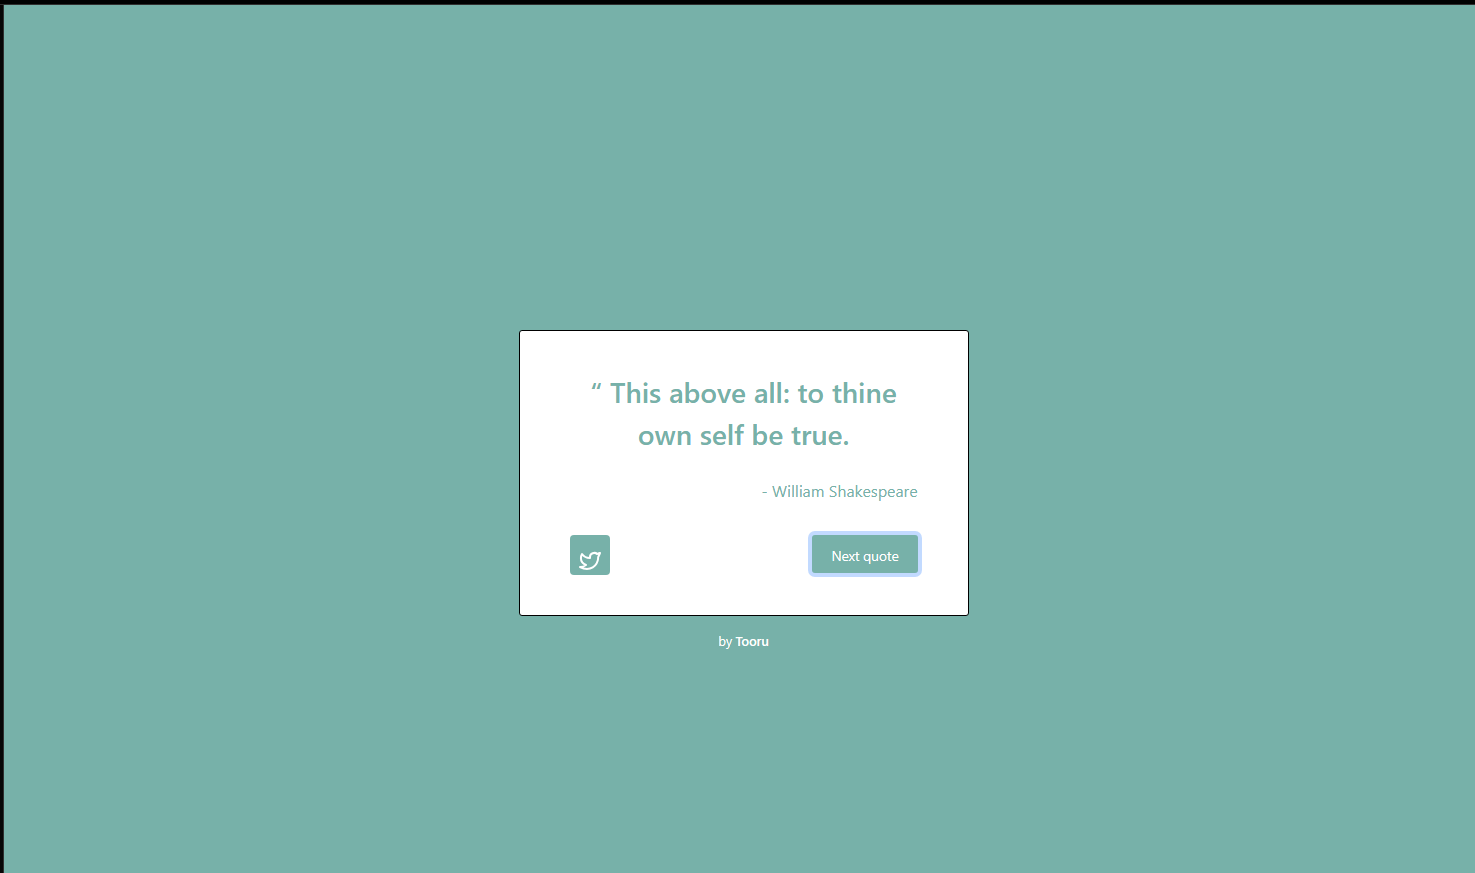 “ This above all: to thine
own self be true.
- William Shakespeare
Next quote
by Tooru